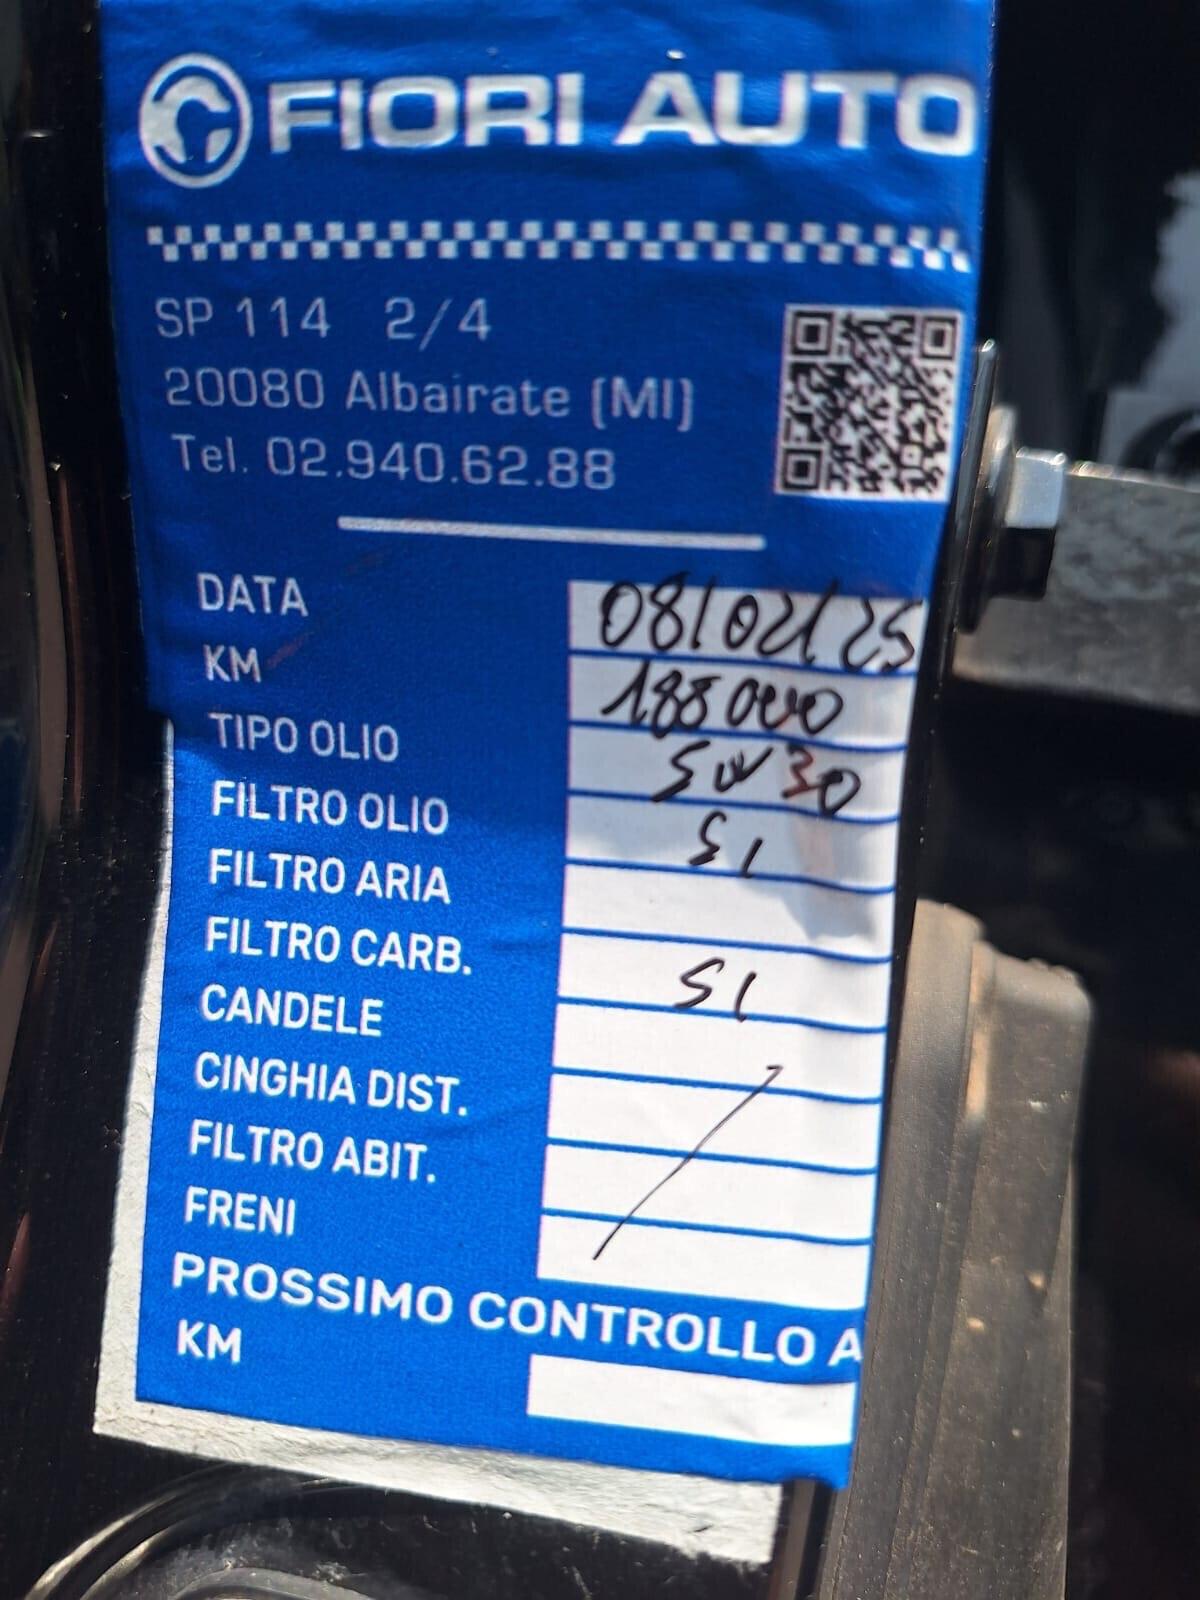 FIORI AUTO
SP 114 2/4
20080 Albairate (MI)
Tel. 02.940.62.88
DATA 08/02/25
KM 188000
TIPO OLIO 5W30
FILTRO OLIO SI
FILTRO ARIA
FILTRO CARB. SI
CANDELE
CINGHIA DIST.
FILTRO ABIT.
FRENI
PROSSIMO CONTROLLO A
KM